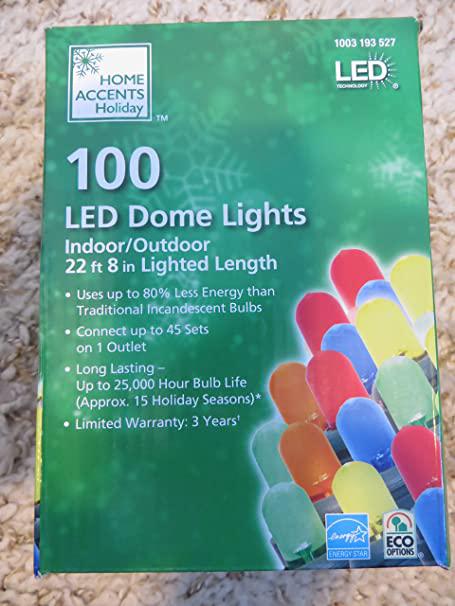 1003 193 527
HOME
ACCENTS
Holiday
TM
LED
TECHNOLOGY
®
100
LED Dome Lights
Indoor/Outdoor
22 ft 8 in Lighted Length
• Uses up to 80% Less Energy than
Traditional Incandescent Bulbs
• Connect up to 45 Sets
on 1 Outlet
• Long Lasting –
Up to 25,000 Hour Bulb Life
(Approx. 15 Holiday Seasons)*
• Limited Warranty: 3 Years†
energy
ENERGY STAR
ECO
OPTIONS
®